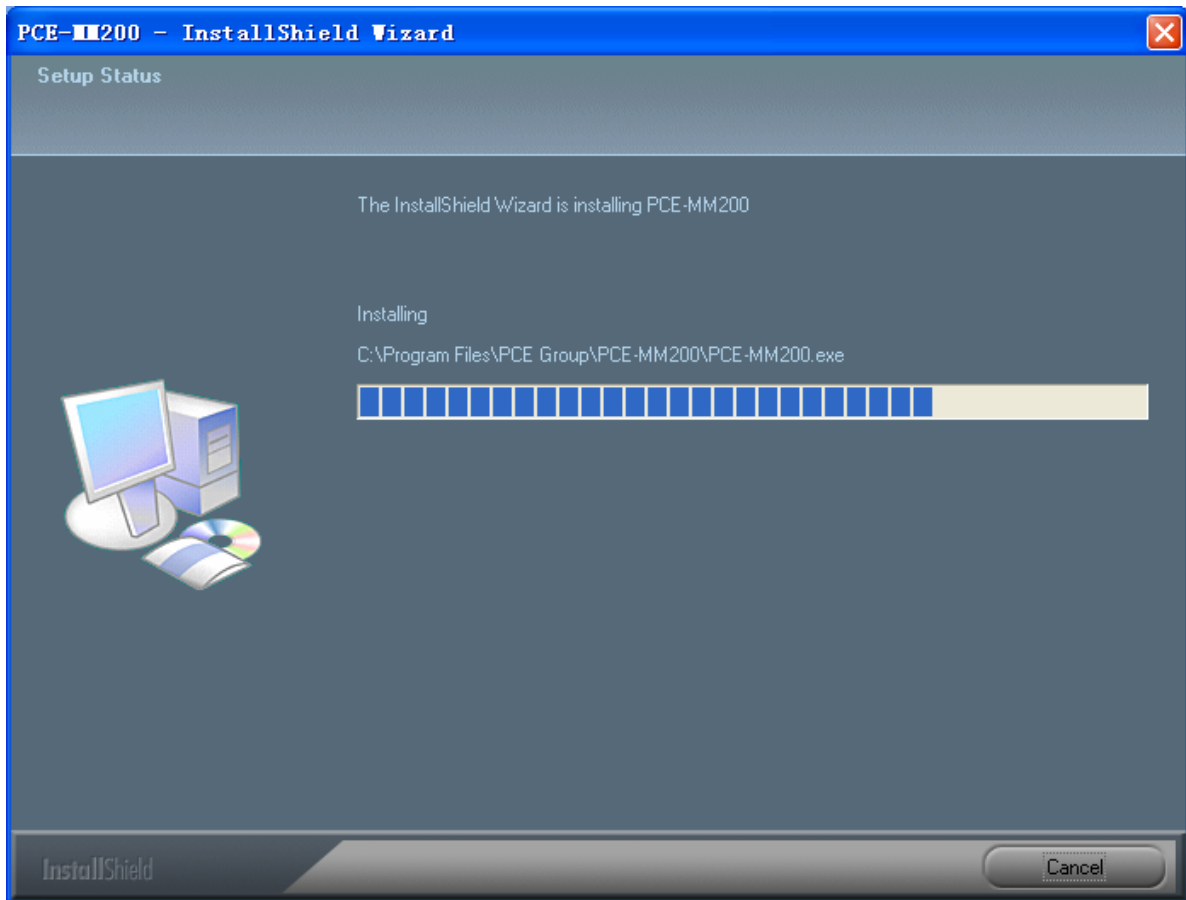 PCE-MM200 - InstallShield Wizard
Setup Status
The InstallShield Wizard is installing PCE-MM200
Installing
C:\Program Files\PCE Group\PCE-MM200\PCE-MM200.exe
InstallShield
Cancel